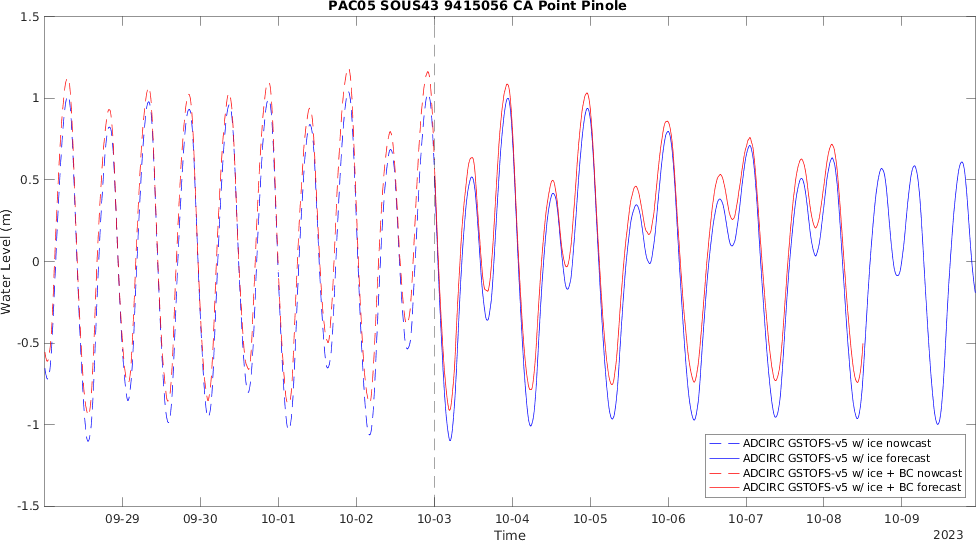 PAC05 SOUS43 9415056 CA Point Pinole
1.5
1
0.5
0
-0.5
-1
-1.5
Water Level (m)
ADCIRC GSTOFS-v5 w/ ice nowcast
ADCIRC GSTOFS-v5 w/ ice forecast
ADCIRC GSTOFS-v5 w/ ice + BC nowcast
ADCIRC GSTOFS-v5 w/ ice + BC forecast
09-29 09-30 10-01 10-02 10-03 10-04 10-05 10-06 10-07 10-08 10-09
Time
2023